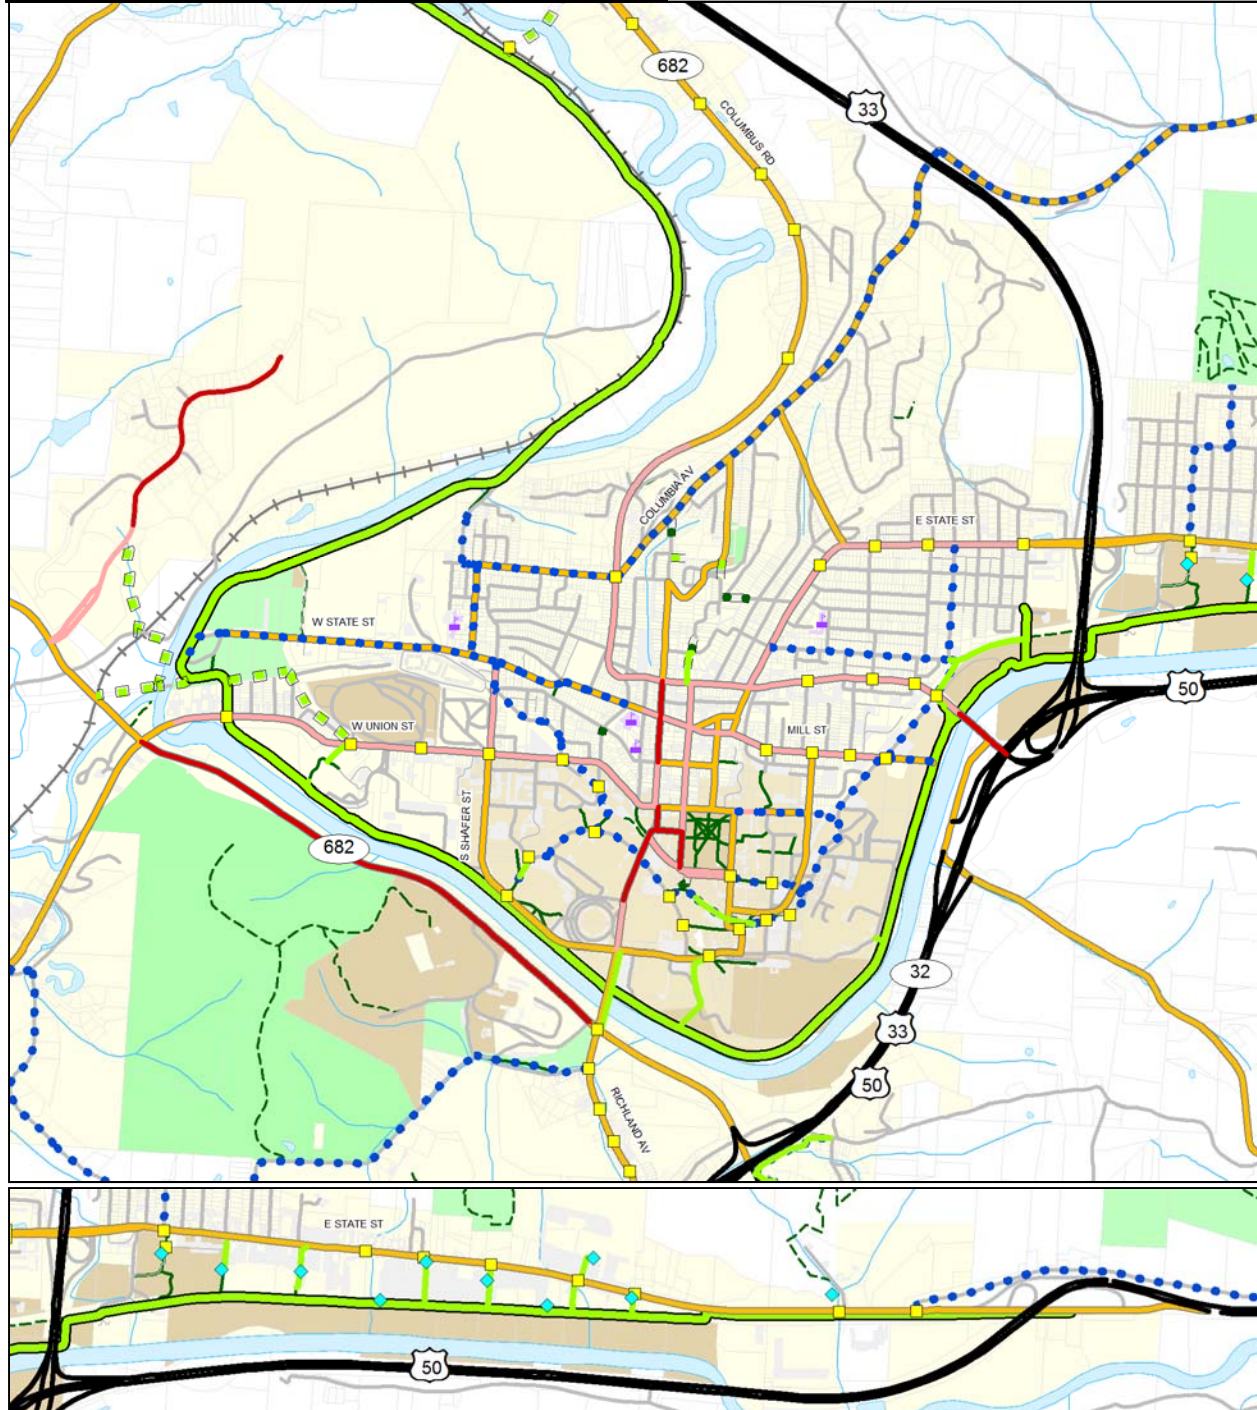 682
33
COLUMBUS RD
COLUMBIA AV
E STATE ST
W STATE ST
50
W UNION ST
MILL ST
S SHAFER ST
682
32
33
50
RICHLAND AV
E STATE ST
50